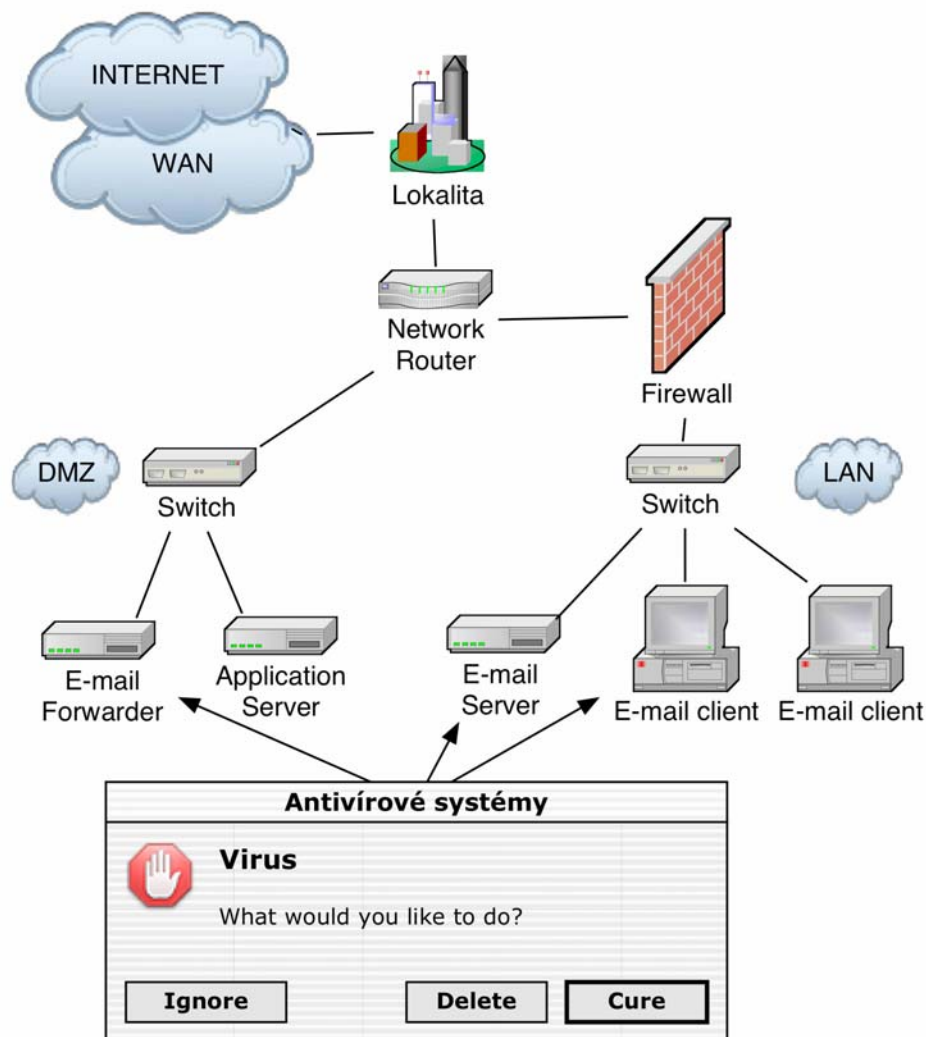 INTERNET
WAN
Lokalita
Network
Router
Firewall
DMZ
Switch
Switch
LAN
E-mail
Forwarder
Application
Server
E-mail
Server
E-mail client
E-mail client
Antivírové systémy
Virus
What would you like to do?
Ignore
Delete
Cure